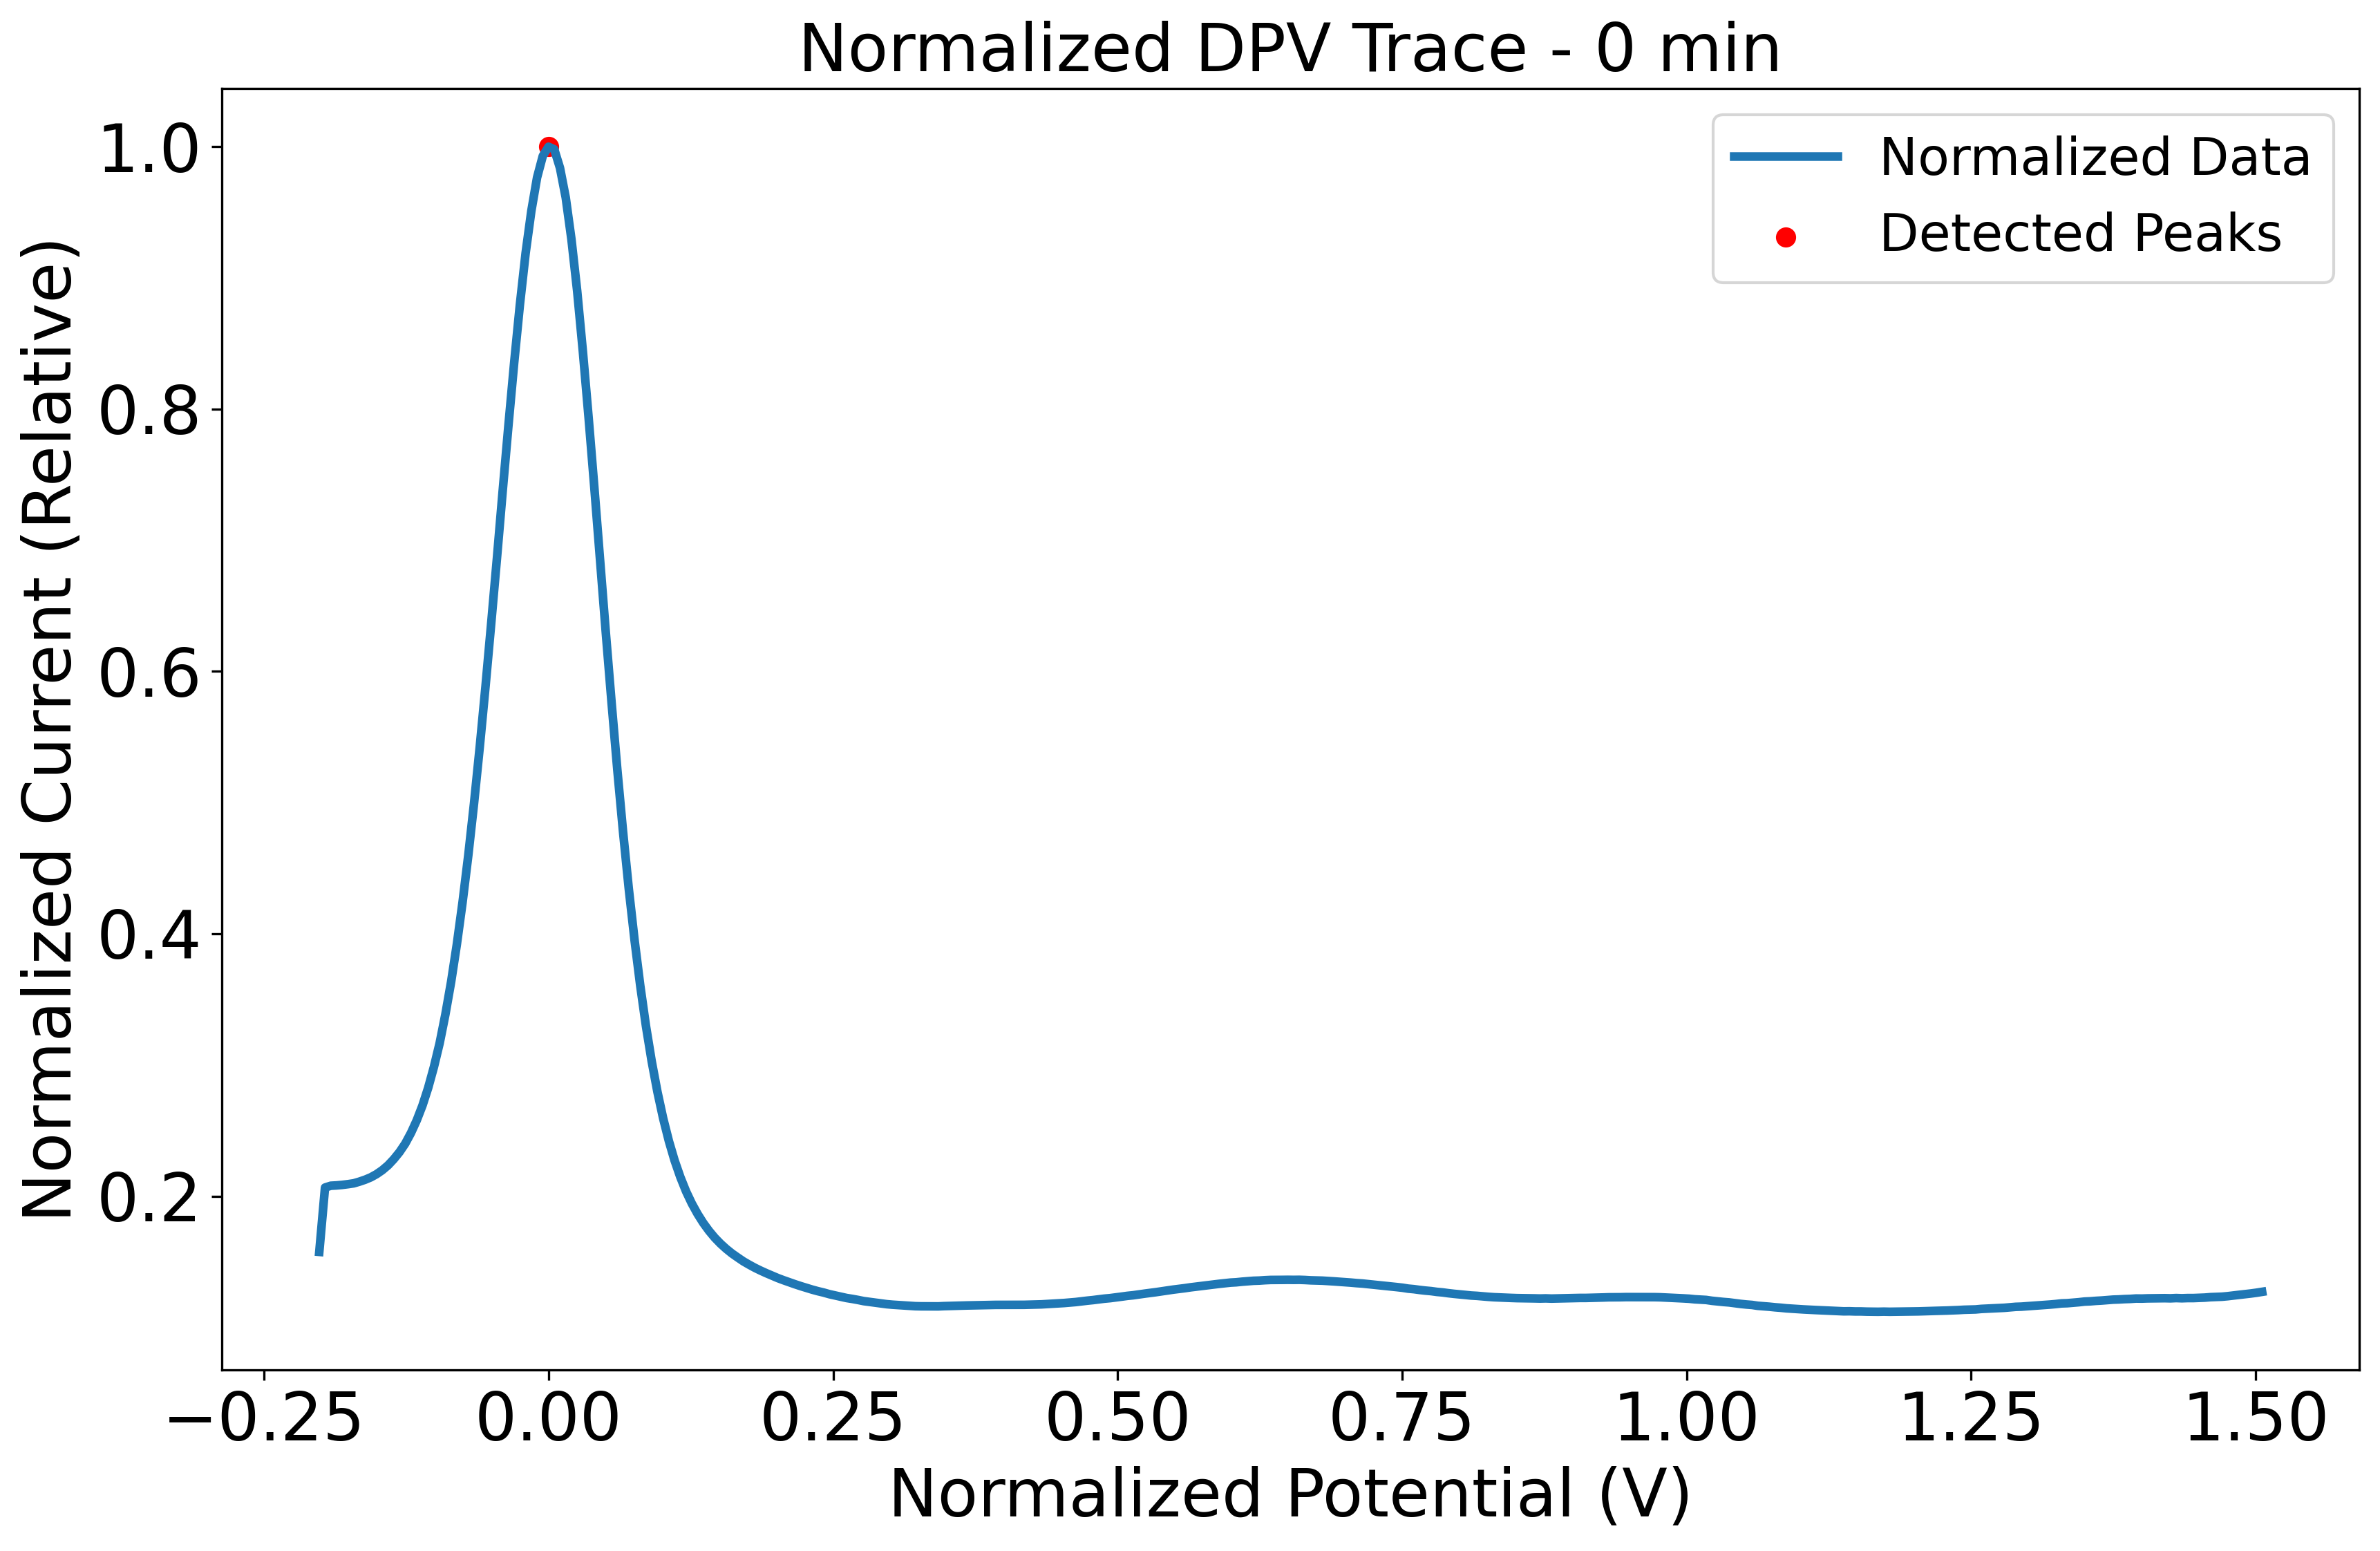 Normalized DPV Trace - 0 min
Normalized Data
Detected Peaks
Normalized Current (Relative)
1.0
0.8
0.6
0.4
0.2
−0.25 0.00 0.25 0.50 0.75 1.00 1.25 1.50
Normalized Potential (V)